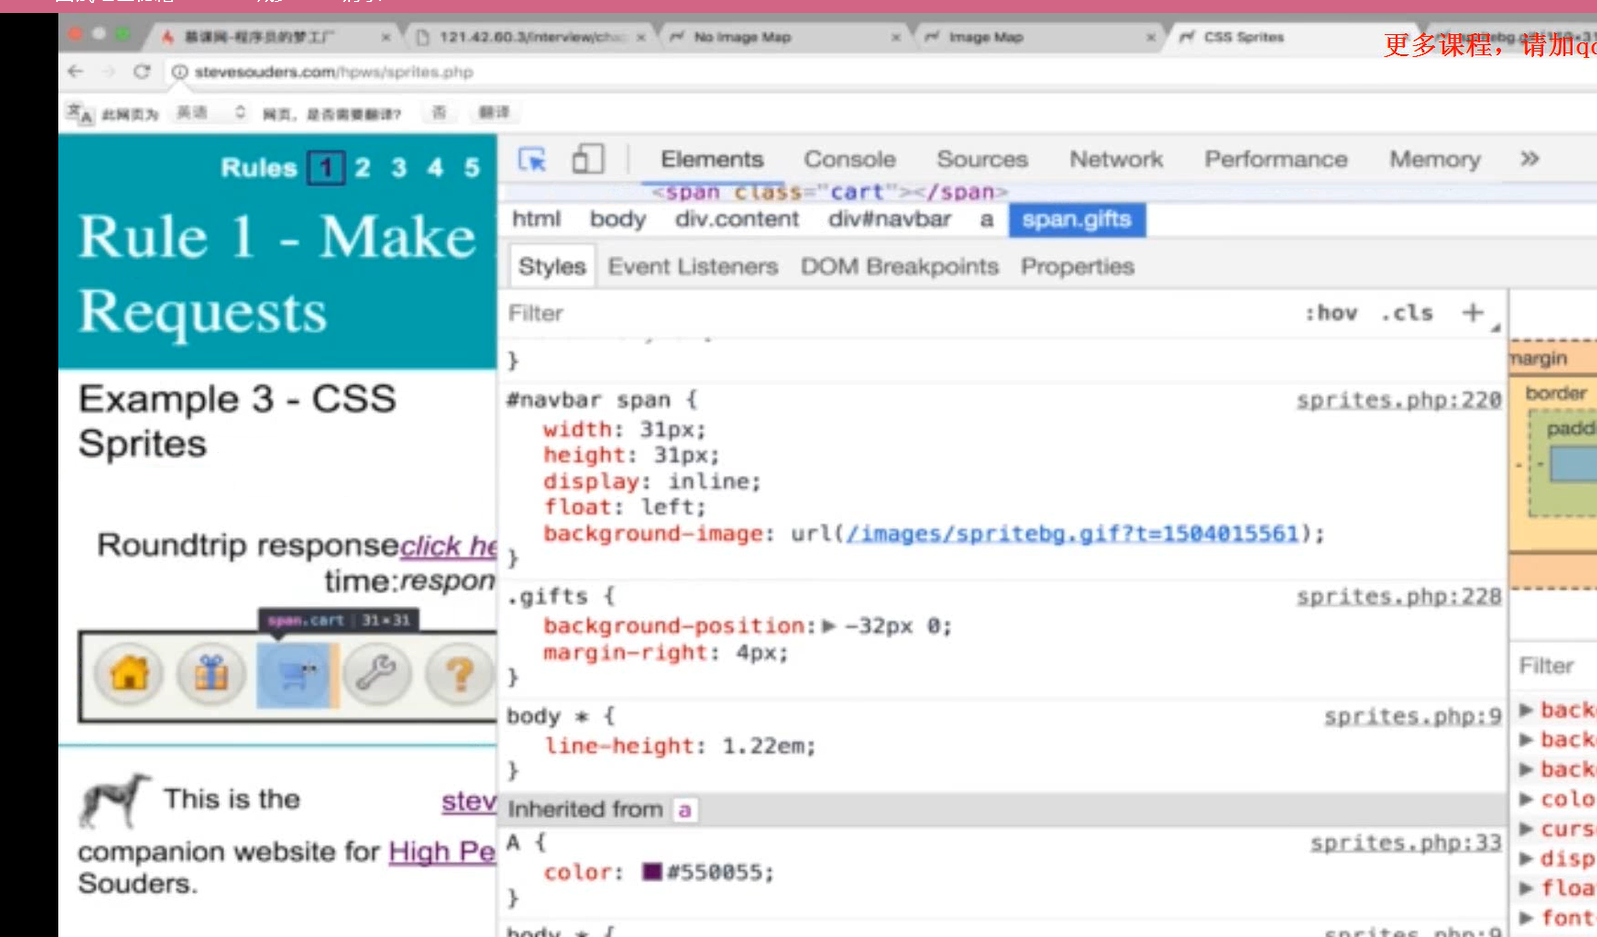 慕课网-程序员的梦工厂
121.42.60.3/interview/cha
No Image Map
Image Map
CSS Sprites
更多课程，请加qq
stevesouders.com/hpws/sprites.php
此网页为 英语 网页，是否需要翻译? 否 翻译
Rules 1 2 3 4 5
Rule 1 - Make
Requests
Example 3 - CSS
Sprites
Roundtrip response click he
time: respon
span.cart | 31×31
This is the stev
companion website for High Pe
Souders.
Elements Console Sources Network Performance Memory »
<span class="cart"></span>
html body div.content div#navbar a span.gifts
Styles Event Listeners DOM Breakpoints Properties
Filter :hov .cls +
}
#navbar span { sprites.php:220
width: 31px;
height: 31px;
display: inline;
float: left;
background-image: url(/images/spritebg.gif?t=1504015561);
}
.gifts { sprites.php:228
background-position:▶ -32px 0;
margin-right: 4px;
}
body * { sprites.php:9
line-height: 1.22em;
}
Inherited from a
A { sprites.php:33
color: #550055;
}
body * { sprites.php:9
margin
border
padd
-
-
Filter
▶ back
▶ back
▶ back
▶ colo
▶ curs
▶ disp
▶ floa
▶ font